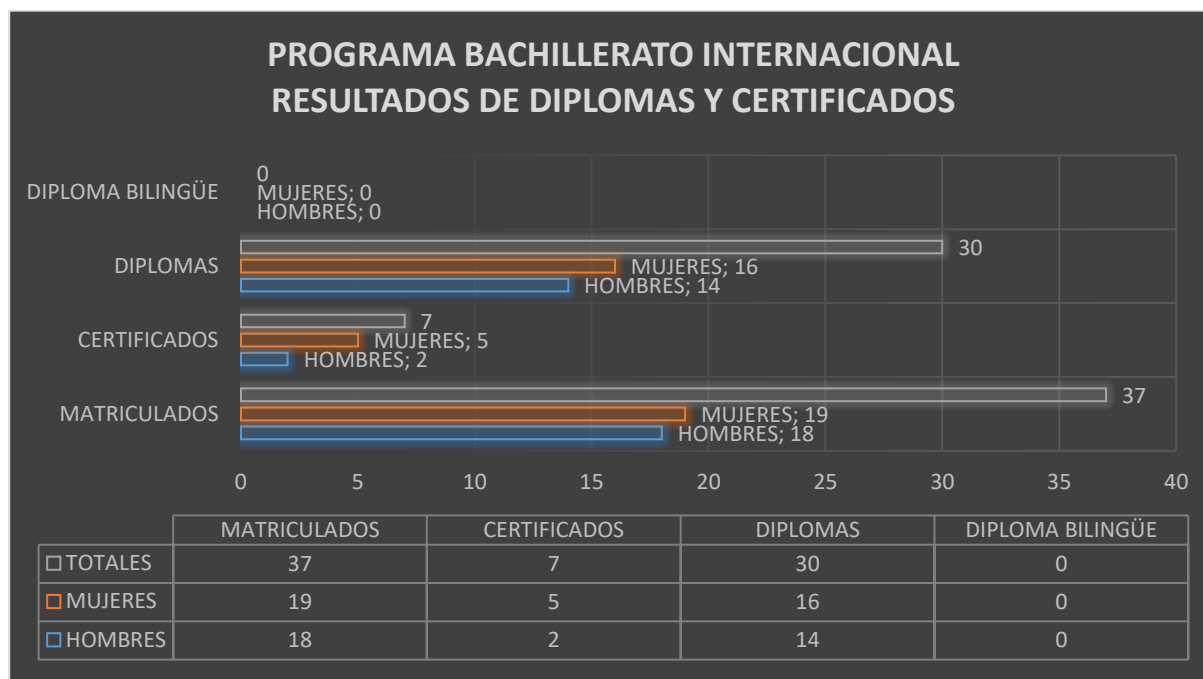 PROGRAMA BACHILLERATO INTERNACIONAL
RESULTADOS DE DIPLOMAS Y CERTIFICADOS
0
DIPLOMA BILINGÜE MUJERES; 0
HOMBRES; 0
30
DIPLOMAS MUJERES; 16
HOMBRES; 14
7
CERTIFICADOS MUJERES; 5
HOMBRES; 2
37
MATRICULADOS MUJERES; 19
HOMBRES; 18
0 5 10 15 20 25 30 35 40
MATRICULADOS CERTIFICADOS DIPLOMAS DIPLOMA BILINGÜE
TOTALES 37 7 30 0
MUJERES 19 5 16 0
HOMBRES 18 2 14 0